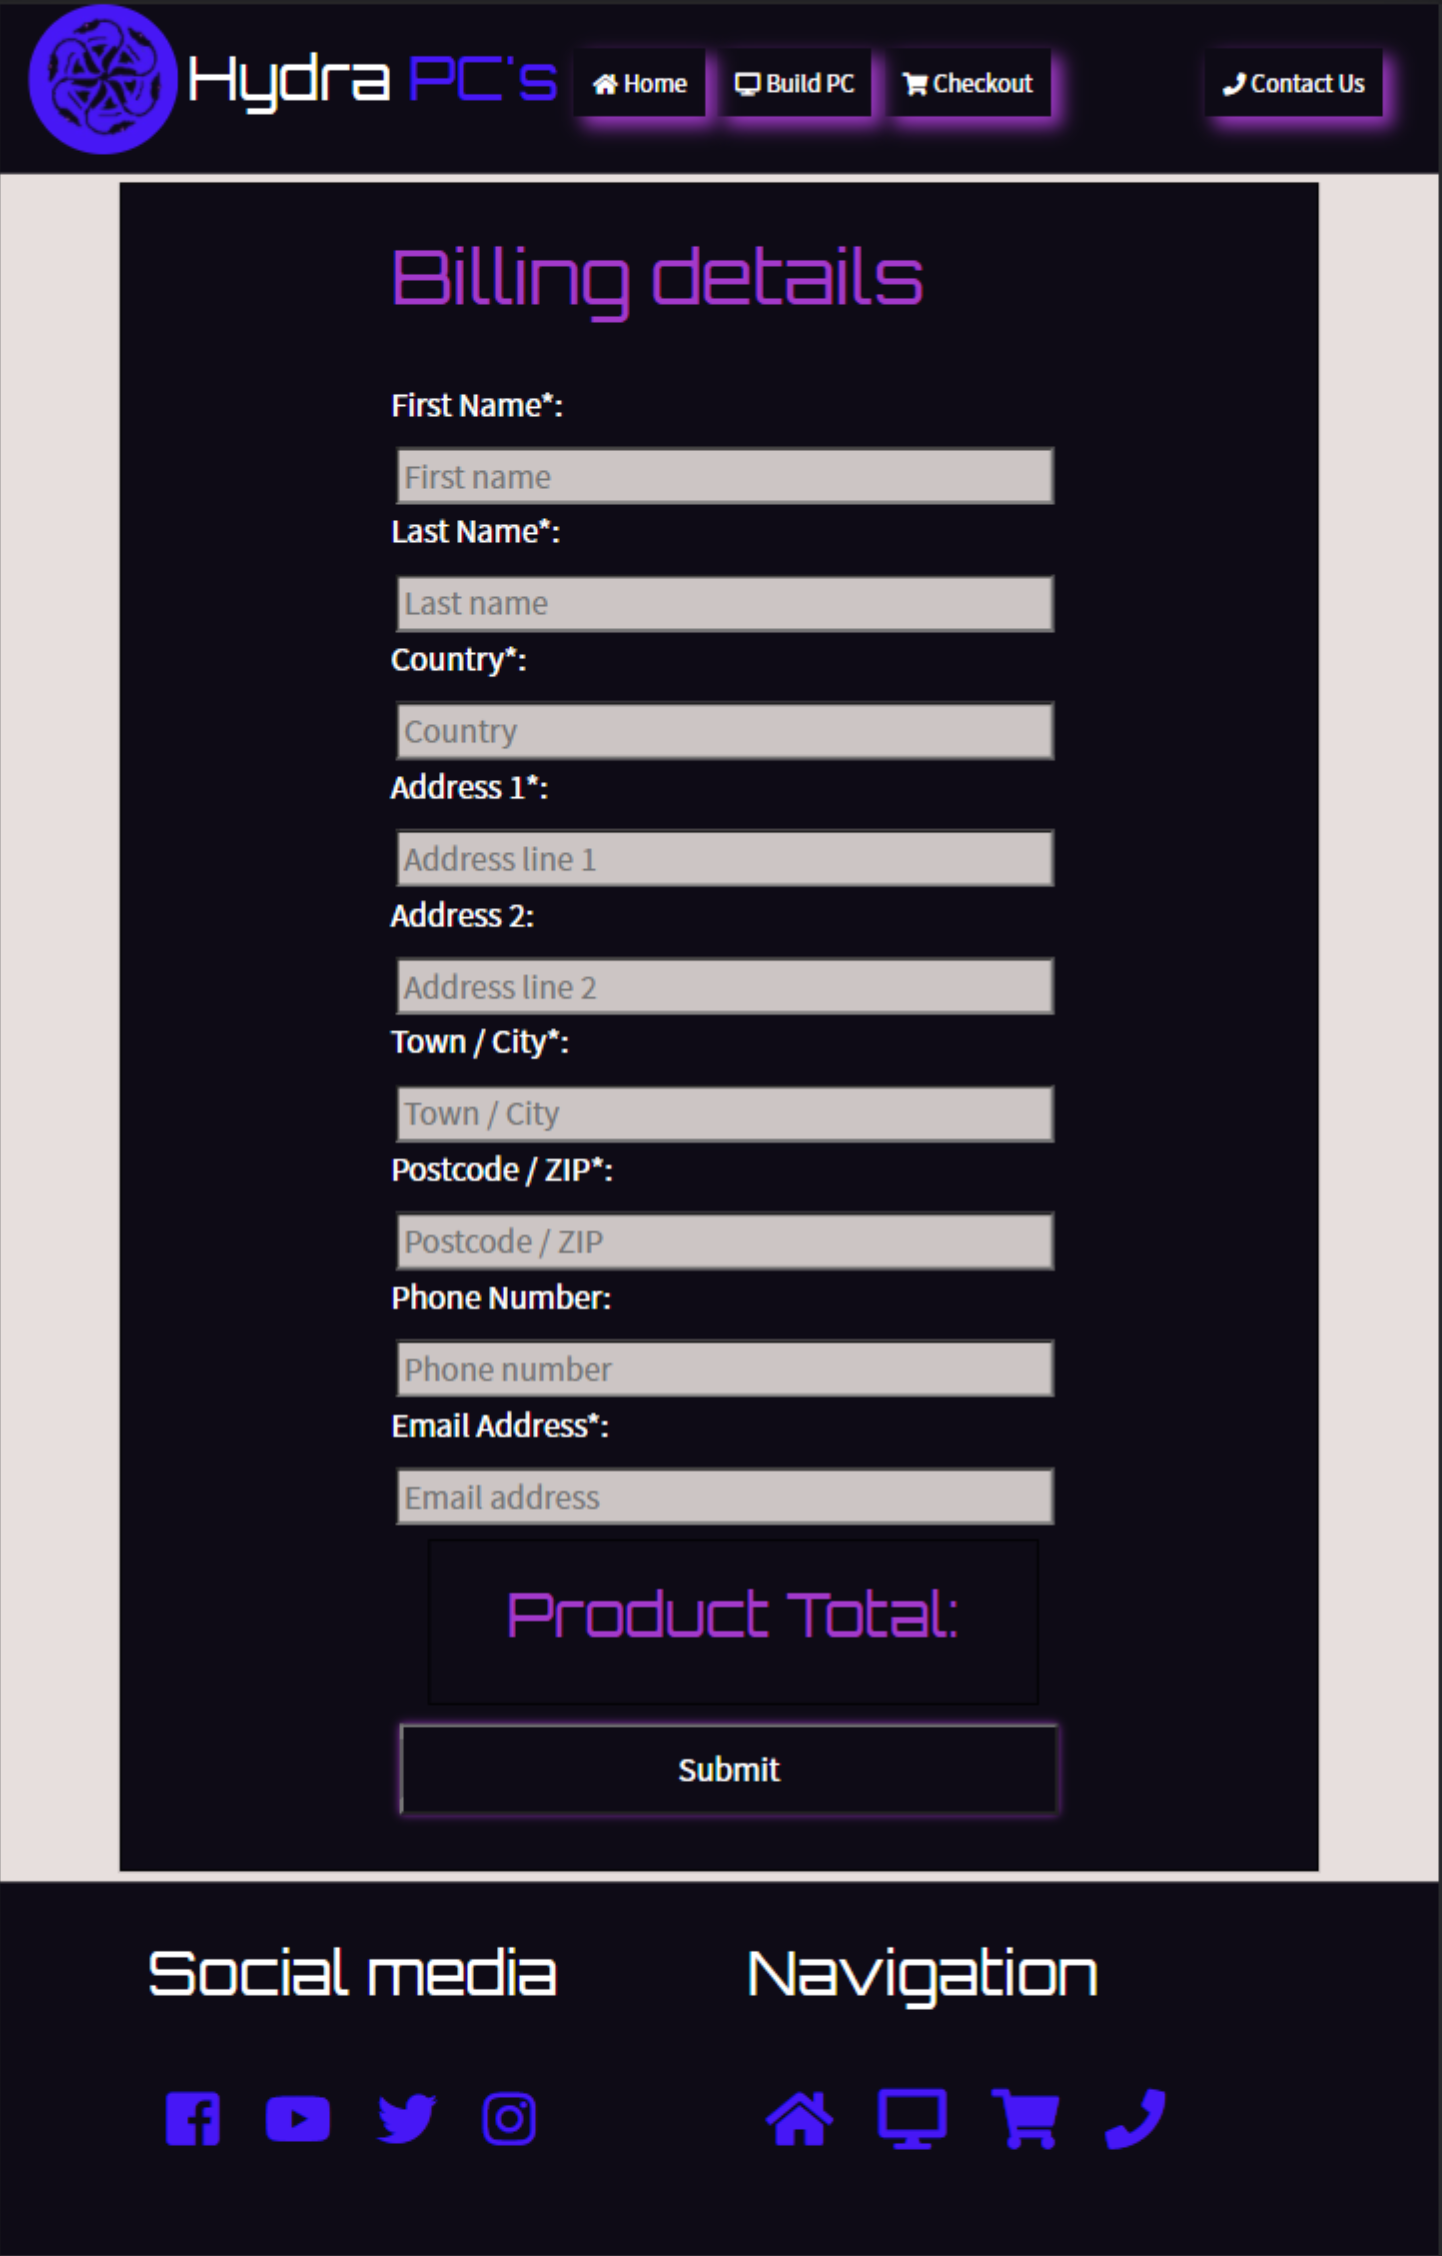 Hydra PC's Home Build PC Checkout Contact Us
Billing details
First Name*:
First name
Last Name*:
Last name
Country*:
Country
Address 1*:
Address line 1
Address 2:
Address line 2
Town / City*:
Town / City
Postcode / ZIP*:
Postcode / ZIP
Phone Number:
Phone number
Email Address*:
Email address
Product Total:
Submit
Social media Navigation